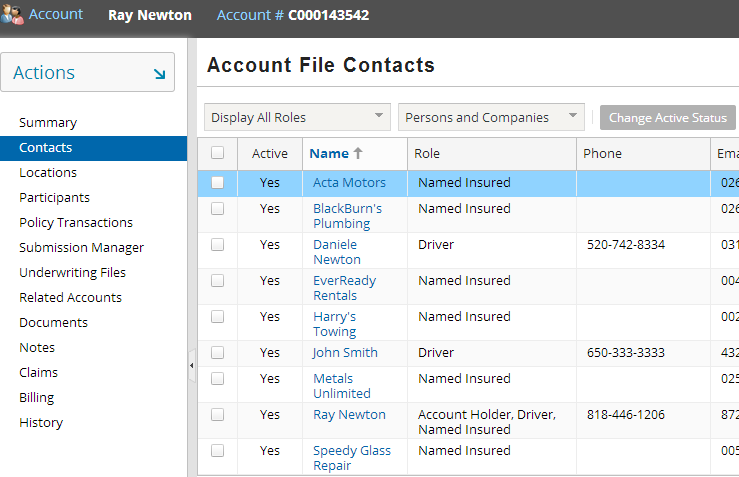 Account Ray Newton Account # C000143542
Actions
Summary
Contacts
Locations
Participants
Policy Transactions
Submission Manager
Underwriting Files
Related Accounts
Documents
Notes
Claims
Billing
History
Account File Contacts
Display All Roles Persons and Companies Change Active Status
Active Name Role Phone Ema
Yes Acta Motors Named Insured 026
Yes BlackBurn's Named Insured 026
Plumbing
Yes Daniele Driver 520-742-8334 031
Newton
Yes EverReady Named Insured 004
Rentals
Yes Harry's Named Insured 002
Towing
Yes John Smith Driver 650-333-3333 432
Yes Metals Named Insured 025
Unlimited
Yes Ray Newton Account Holder, Driver, 818-446-1206 872
Named Insured
Yes Speedy Glass Named Insured 005
Repair